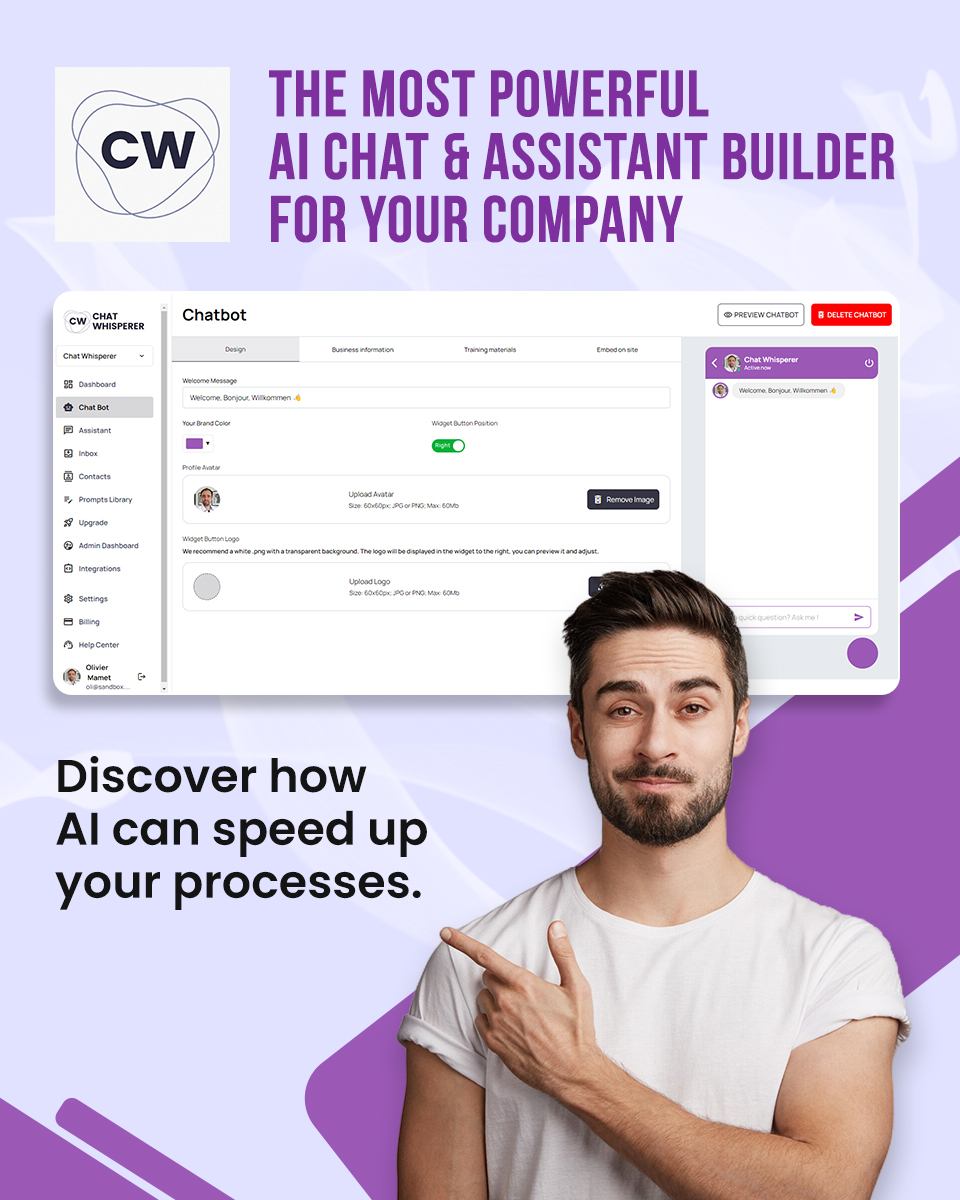 CW
THE MOST POWERFUL
AI CHAT & ASSISTANT BUILDER
FOR YOUR COMPANY
CW CHAT
WHISPERER
Chat Whisperer
Dashboard
Chat Bot
Assistant
Inbox
Contacts
Prompts Library
Upgrade
Admin Dashboard
Integrations
Settings
Billing
Help Center
Olivier
Mamet
oli@sandbox....
Chatbot
PREVIEW CHATBOT
DELETE CHATBOT
Design
Business information
Training materials
Embed on site
Welcome Message
Welcome, Bonjour, Willkommen 👋
Your Brand Color
Widget Button Position
Right
Profile Avatar
Upload Avatar
Size: 60x60px; JPG or PNG; Max: 60Mb
Remove Image
Widget Button Logo
We recommend a white .png with a transparent background. The logo will be displayed in the widget to the right, you can preview it and adjust.
Upload Logo
Size: 60x60px; JPG or PNG; Max: 60Mb
Chat Whisperer
Active now
Welcome, Bonjour, Willkommen 👋
quick question? Ask me !
Discover how
AI can speed up
your processes.